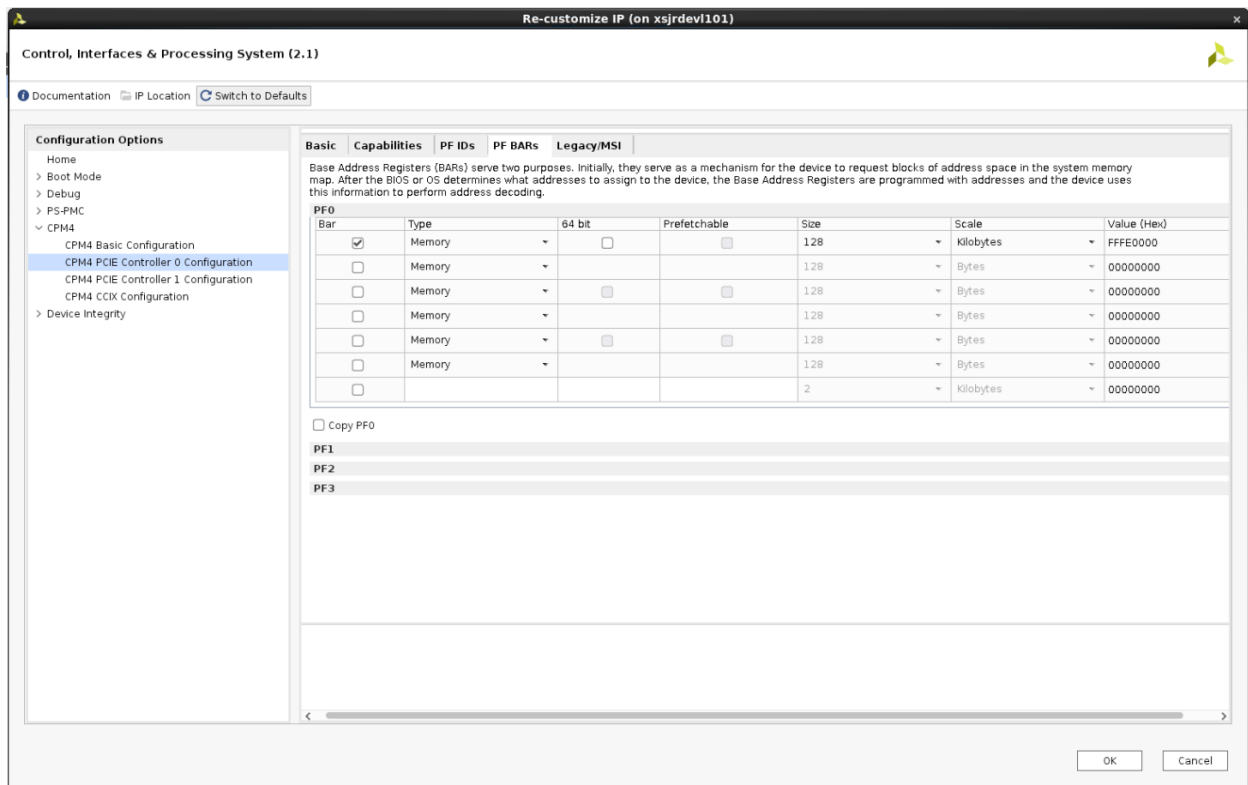 Re-customize IP (on xsjrdevl101)
Control, Interfaces & Processing System (2.1)
Documentation IP Location Switch to Defaults
Configuration Options
Home
Boot Mode
Debug
PS-PMC
CPM4
CPM4 Basic Configuration
CPM4 PCIE Controller 0 Configuration
CPM4 PCIE Controller 1 Configuration
CPM4 CCIX Configuration
Device Integrity
Basic Capabilities PF IDs PF BARs Legacy/MSI
Base Address Registers (BARs) serve two purposes. Initially, they serve as a mechanism for the device to request blocks of address space in the system memory
map. After the BIOS or OS determines what addresses to assign to the device, the Base Address Registers are programmed with addresses and the device uses
this information to perform address decoding.
PF0
Bar Type 64 bit Prefetchable Size Scale Value (Hex)
Memory 128 Kilobytes FFFE0000
Memory 128 Bytes 00000000
Memory 128 Bytes 00000000
Memory 128 Bytes 00000000
Memory 128 Bytes 00000000
Memory 128 Bytes 00000000
2 Kilobytes 00000000
Copy PF0
PF1
PF2
PF3
OK Cancel